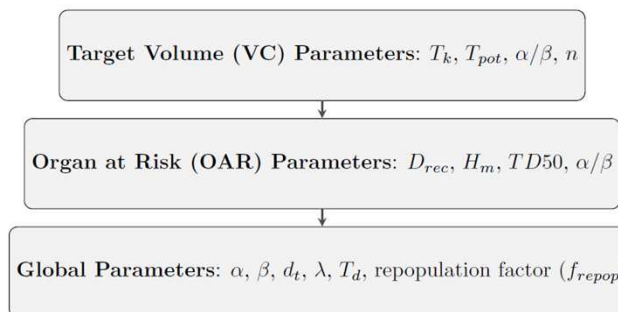 Target Volume (VC) Parameters: T_k, T_pot, α/β, n
Organ at Risk (OAR) Parameters: D_rec, H_m, TD50, α/β
Global Parameters: α, β, d_t, λ, T_d, repopulation factor (f_repop